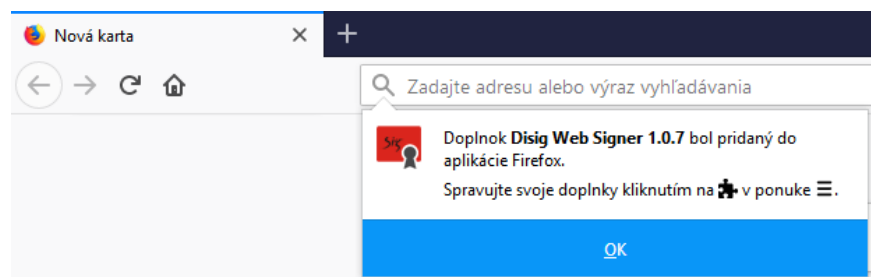 Nová karta
Zadajte adresu alebo výraz vyhľadávania
Sig
Doplnok Disig Web Signer 1.0.7 bol pridaný do
aplikácie Firefox.
Spravujte svoje doplnky kliknutím na v ponuke ☰.
OK